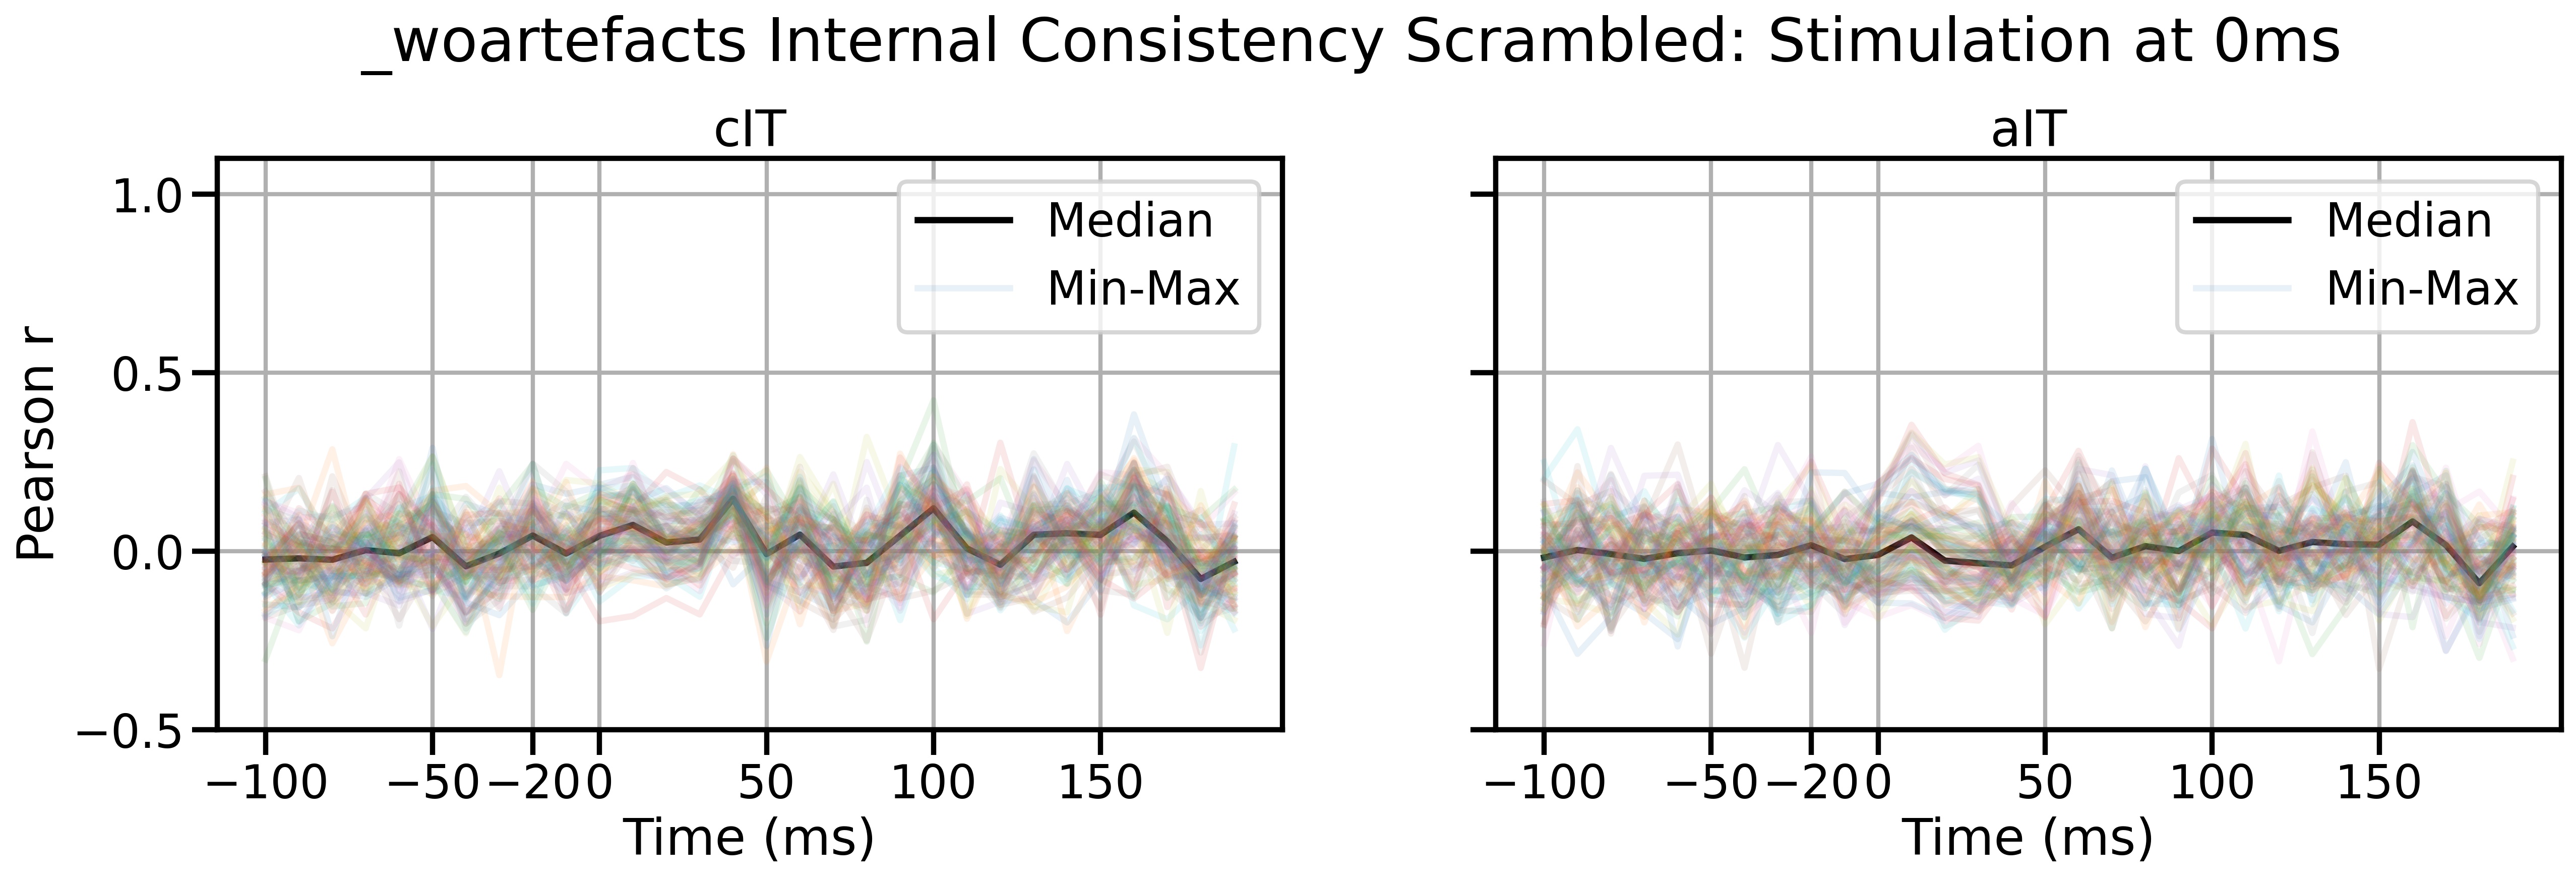 _woartefacts Internal Consistency Scrambled: Stimulation at 0ms
cIT
aIT
Pearson r
1.0
0.5
0.0
−0.5
Median
Min-Max
Median
Min-Max
−100 −50 −20 0 50 100 150
−100 −50 −20 0 50 100 150
Time (ms)
Time (ms)